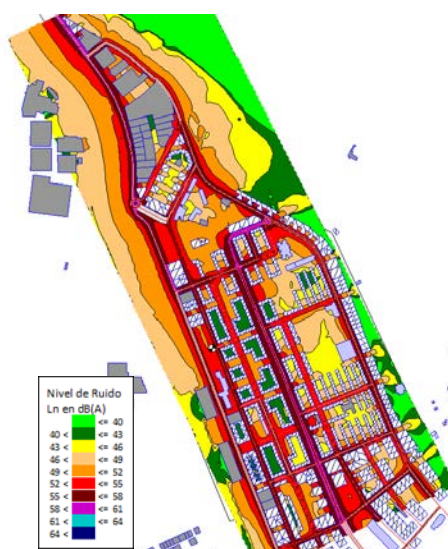 Nivel de Ruido
Ln en dB(A)
<= 40
40 < <= 43
43 < <= 46
46 < <= 49
49 < <= 52
52 < <= 55
55 < <= 58
58 < <= 61
61 < <= 64
64 <